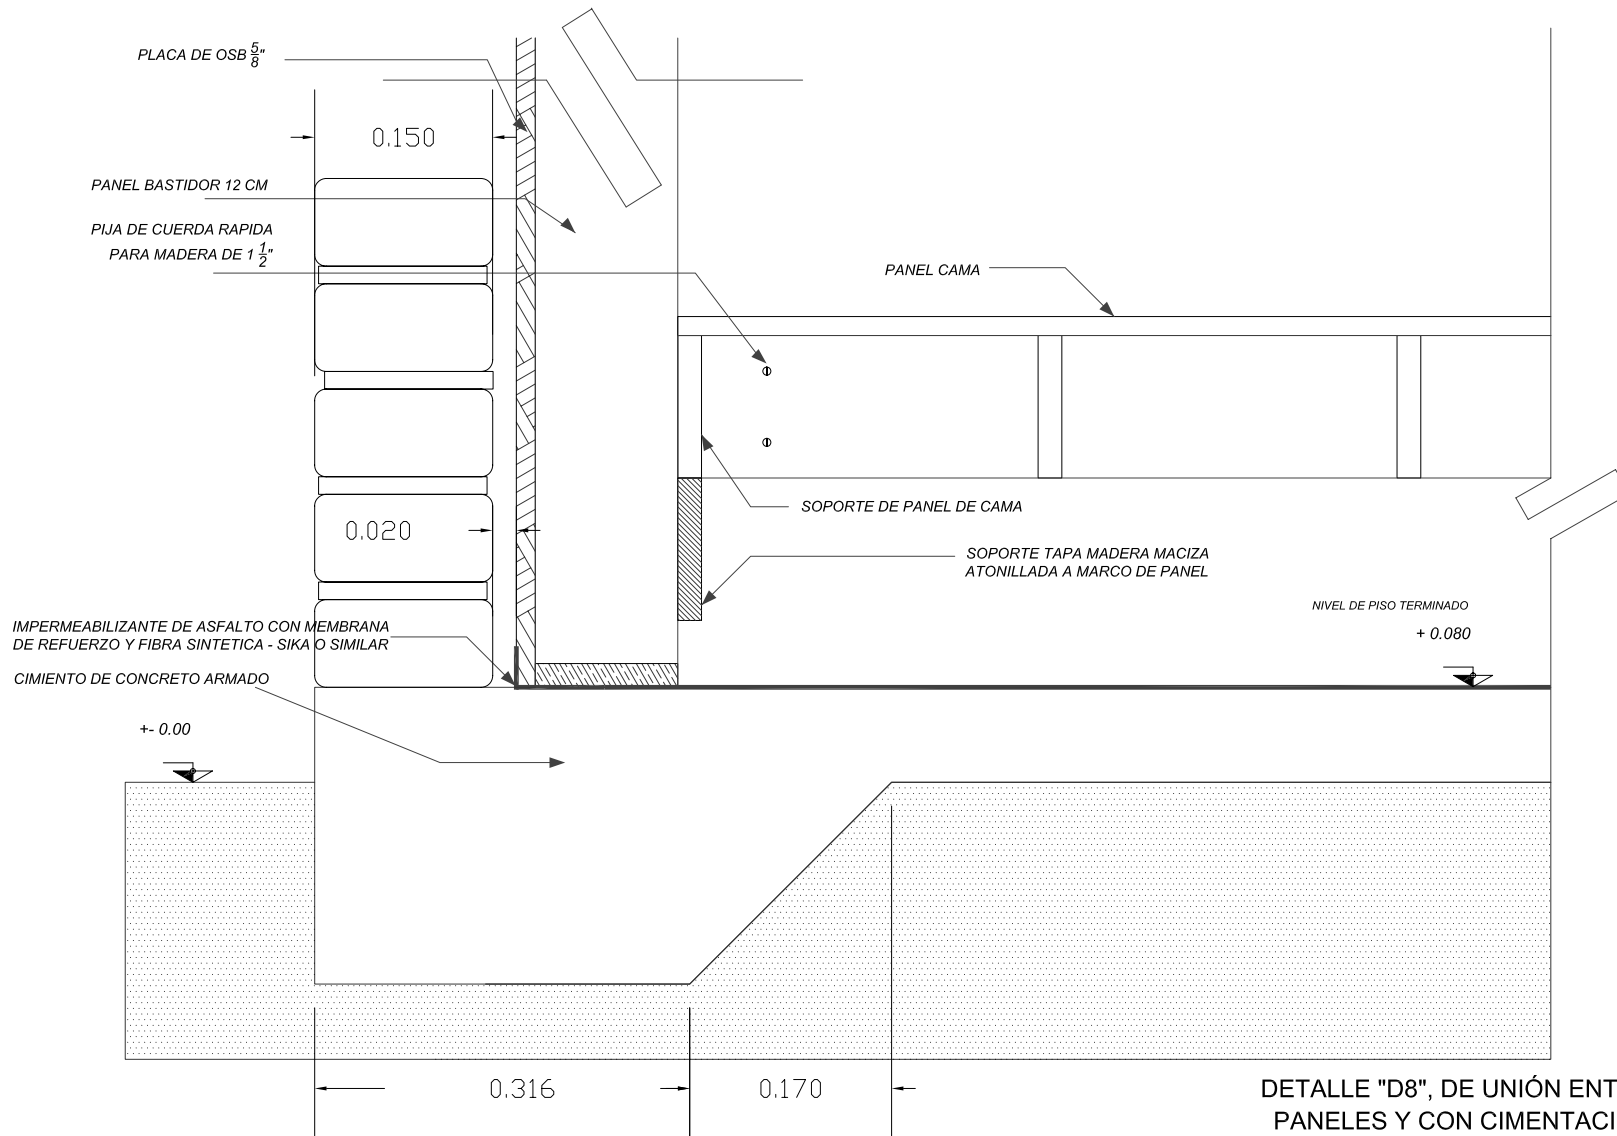 PLACA DE OSB 5/8"
0.150
PANEL BASTIDOR 12 CM
PIJA DE CUERDA RAPIDA
PARA MADERA DE 1 1/2"
PANEL CAMA
SOPORTE DE PANEL DE CAMA
0.020
SOPORTE TAPA MADERA MACIZA
ATONILLADA A MARCO DE PANEL
NIVEL DE PISO TERMINADO
+ 0.080
IMPERMEABILIZANTE DE ASFALTO CON MEMBRANA
DE REFUERZO Y FIBRA SINTETICA - SIKA O SIMILAR
CIMIENTO DE CONCRETO ARMADO
+- 0.00
0.316
0.170
DETALLE "D8", DE UNIÓN ENT
PANELES Y CON CIMENTACI